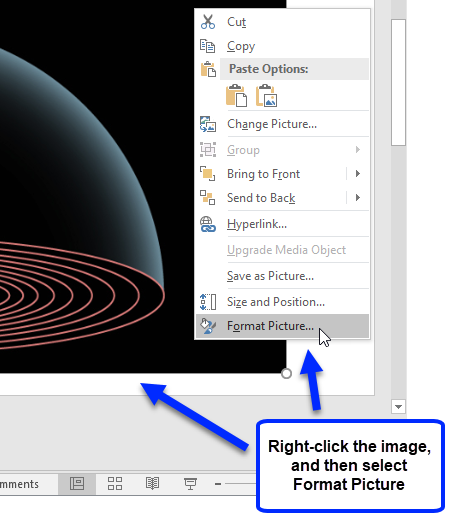 Cut
Copy
Paste Options:
Change Picture...
Group
Bring to Front
Send to Back
Hyperlink...
Upgrade Media Object
Save as Picture...
Size and Position...
Format Picture...
Right-click the image,
and then select
Format Picture
mments